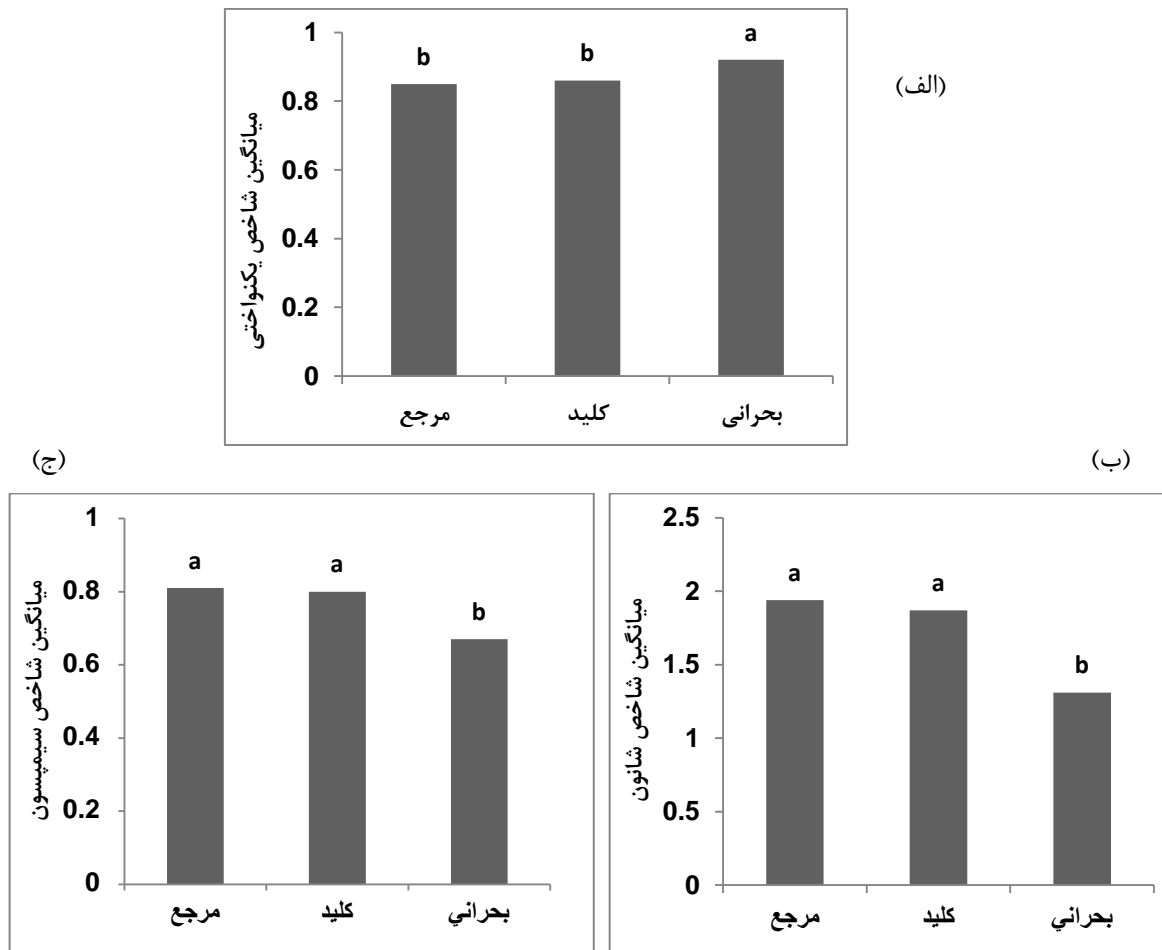 (الف)
میانگین شاخص یکنواختی
1
0.8
0.6
0.4
0.2
0
b
b
a
مرجع
کلید
بحرانی
(ب)
میانگین شاخص شانون
2.5
2
1.5
1
0.5
0
a
a
b
مرجع
کلید
بحراني
(ج)
میانگین شاخص سیمپسون
1
0.8
0.6
0.4
0.2
0
a
a
b
مرجع
کلید
بحراني